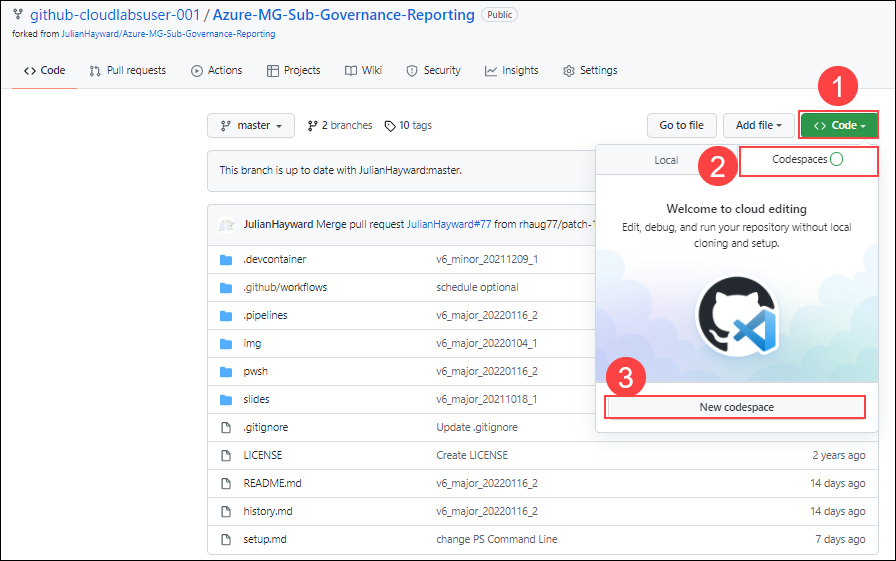 github-cloudlabsuser-001 / Azure-MG-Sub-Governance-Reporting Public
forked from JulianHayward/Azure-MG-Sub-Governance-Reporting
Code Pull requests Actions Projects Wiki Security Insights Settings
1
master 2 branches 10 tags Go to file Add file Code
2
Local Codespaces
This branch is up to date with JulianHayward:master.
Welcome to cloud editing
Edit, debug, and run your repository without local
cloning and setup.
JulianHayward Merge pull request JulianHayward#77 from rhaug77/patch-1
.devcontainer v6_minor_20211209_1
.github/workflows schedule optional
.pipelines v6_major_20220116_2
img v6_major_20220104_1
pwsh v6_major_20220116_2
3
slides v6_major_20211018_1
New codespace
.gitignore Update .gitignore
LICENSE Create LICENSE 2 years ago
README.md v6_major_20220116_2 14 days ago
history.md v6_major_20220116_2 14 days ago
setup.md change PS Command Line 7 days ago